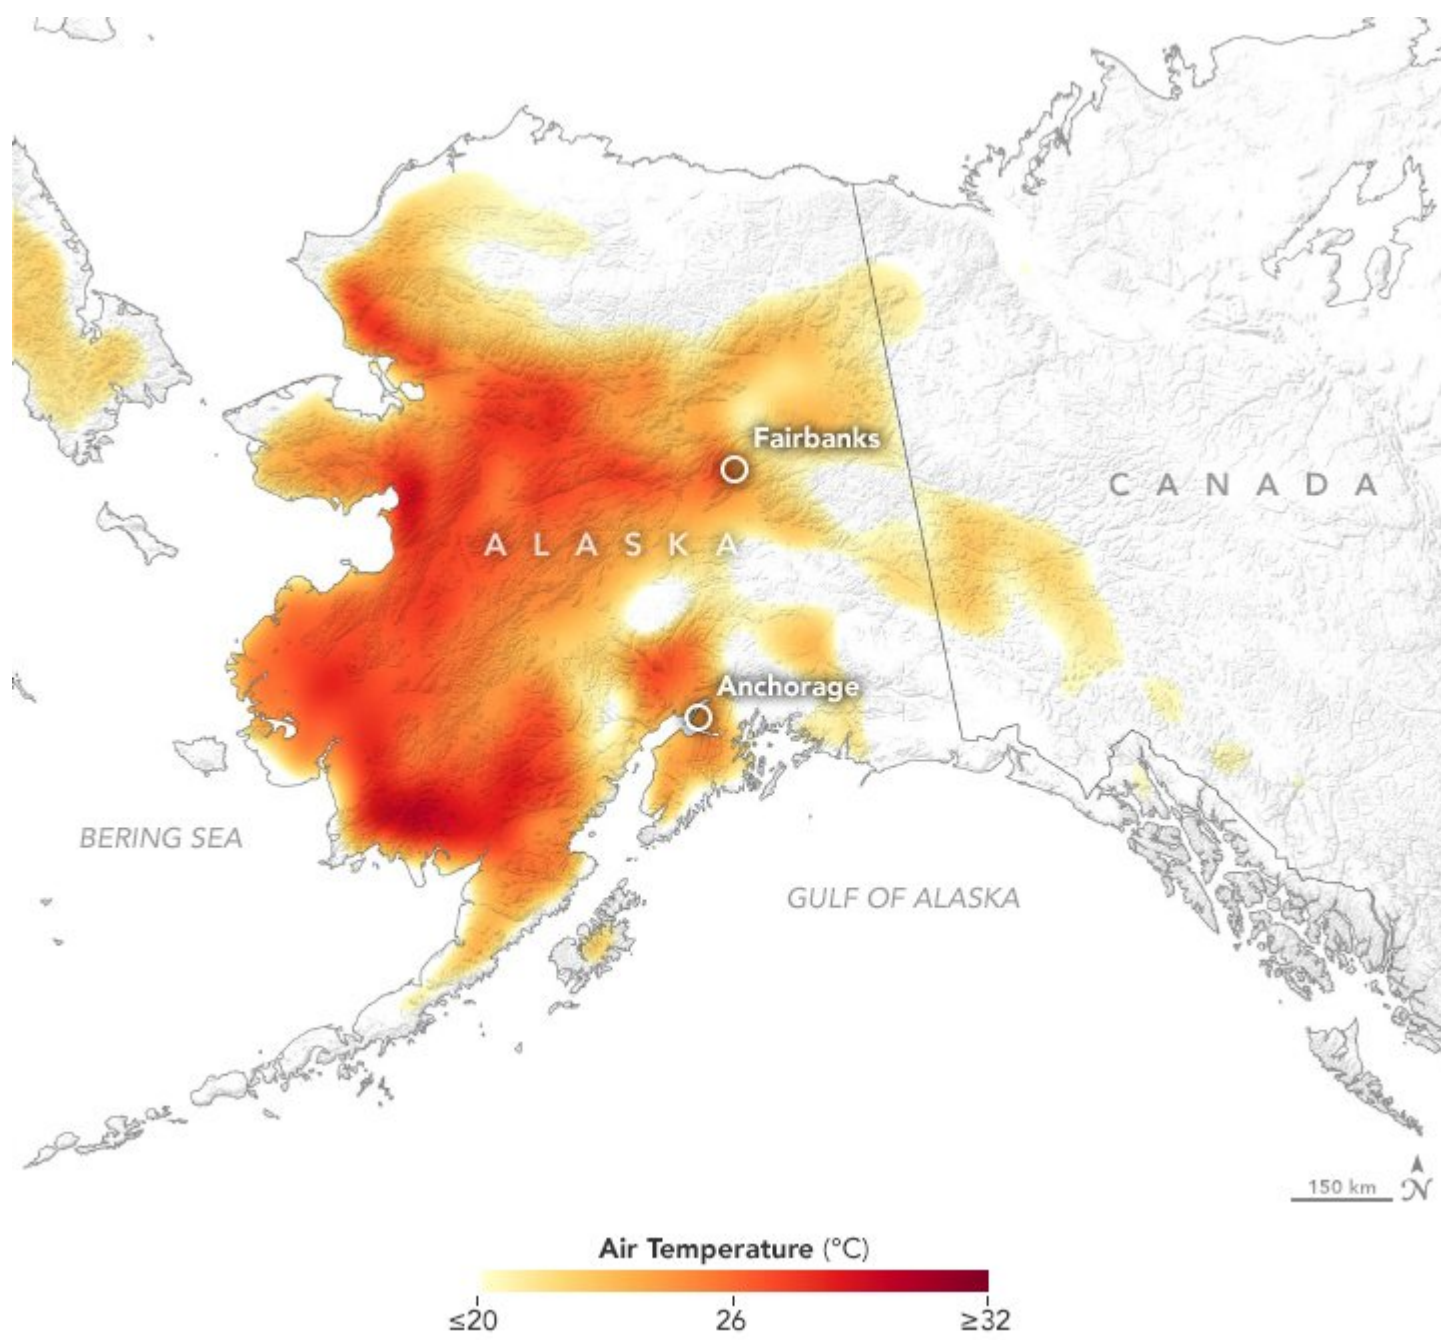 Fairbanks
CANADA
ALASKA
Anchorage
BERING SEA
GULF OF ALASKA
150 km
N
Air Temperature (°C)
≤20 26 ≥32